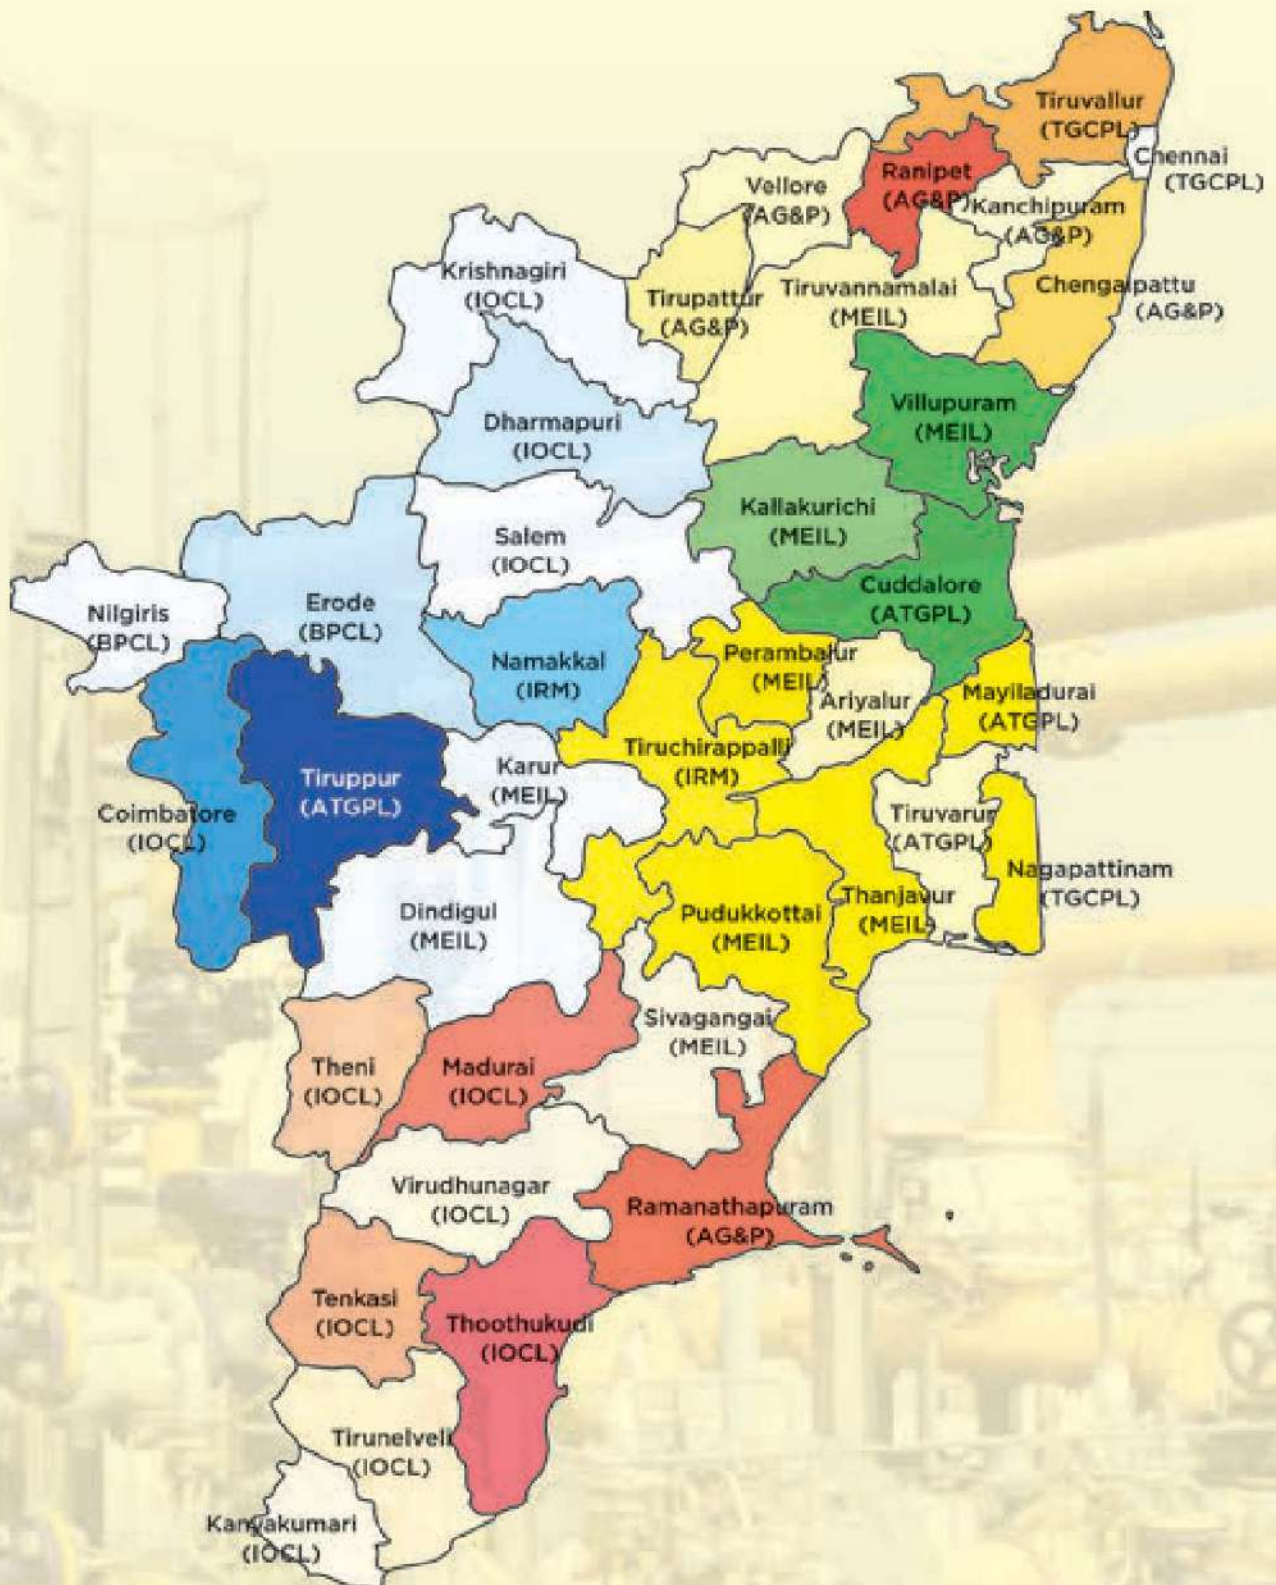 Tiruvallur
(TGCPL)
Chennai
(TGCPL)
Ranipet
(AG&P)
Vellore
(AG&P)
Kanchipuram
(AG&P)
Krishnagiri
(IOCL)
Tirupattur
(AG&P)
Tiruvannamalai
(MEIL)
Chengalpattu
(AG&P)
Dharmapuri
(IOCL)
Villupuram
(MEIL)
Kallakurichi
(MEIL)
Salem
(IOCL)
Cuddalore
(ATGPL)
Nilgiris
(BPCL)
Erode
(BPCL)
Namakkal
(IRM)
Perambalur
(MEIL)
Ariyalur
(MEIL)
Mayiladurai
(ATGPL)
Tiruchirappalli
(IRM)
Karur
(MEIL)
Tiruppur
(ATGPL)
Coimbatore
(IOCL)
Tiruvarur
(ATGPL)
Nagapattinam
(TGCPL)
Thanjavur
(MEIL)
Pudukkottai
(MEIL)
Dindigul
(MEIL)
Sivagangai
(MEIL)
Theni
(IOCL)
Madurai
(IOCL)
Virudhunagar
(IOCL)
Ramanathapuram
(AG&P)
Tenkasi
(IOCL)
Thoothukudi
(IOCL)
Tirunelveli
(IOCL)
Kanyakumari
(IOCL)